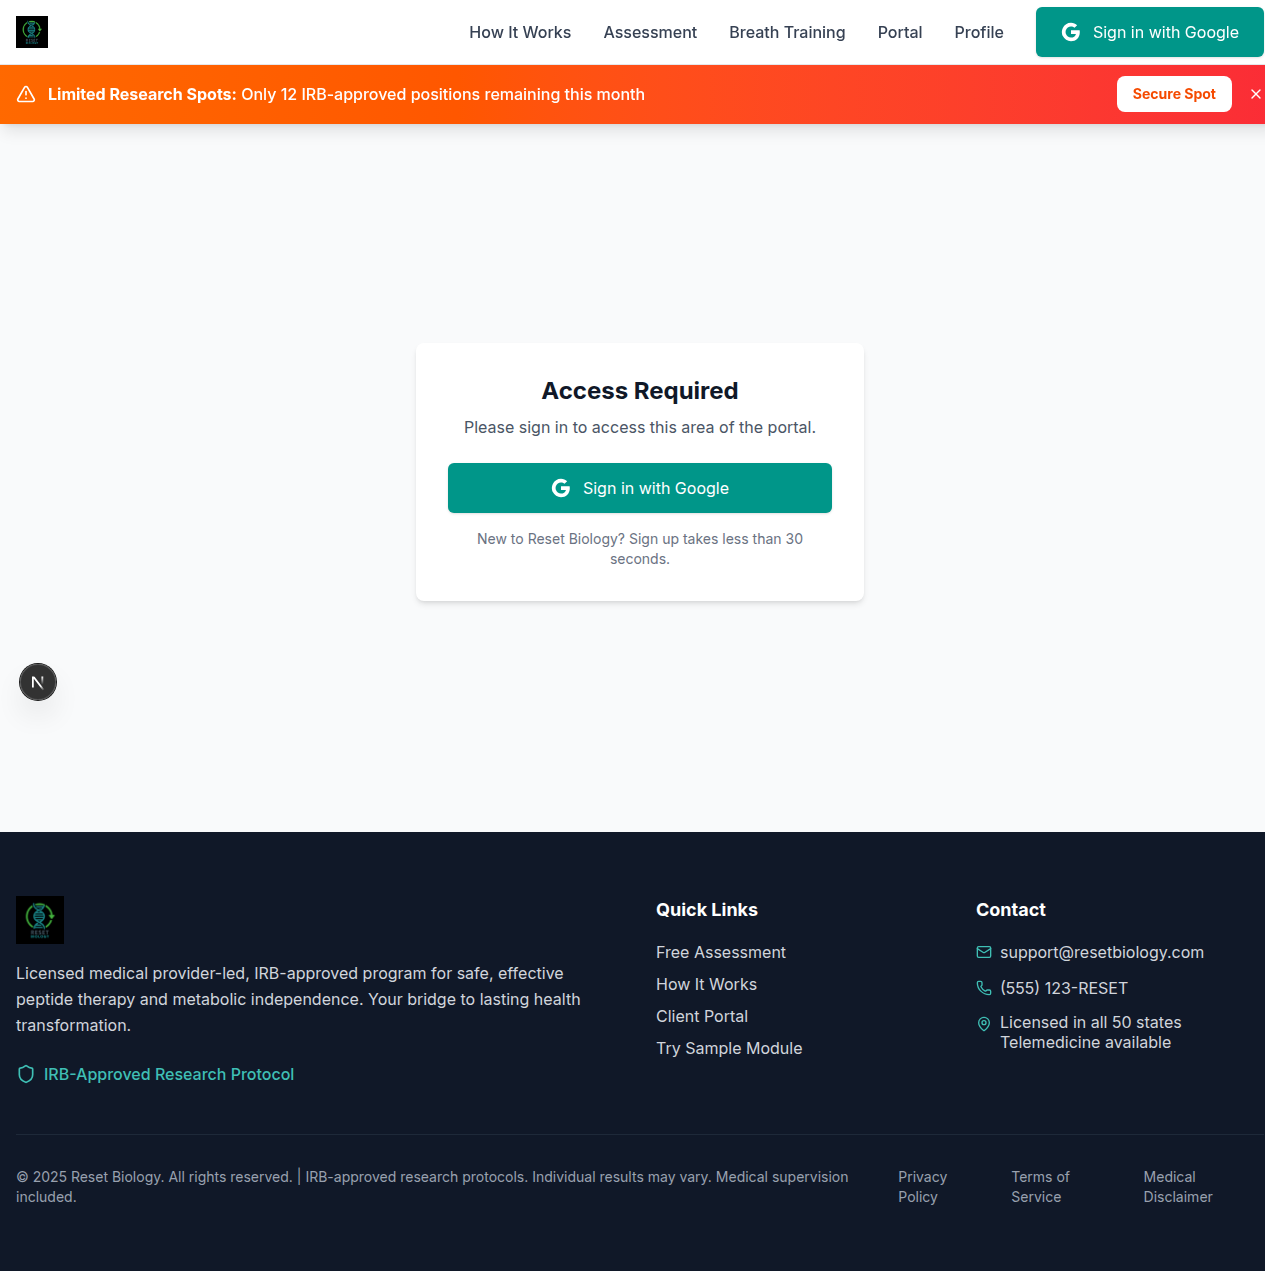 How It Works
Assessment
Breath Training
Portal
Profile
Sign in with Google
Limited Research Spots: Only 12 IRB-approved positions remaining this month
Secure Spot
Access Required
Please sign in to access this area of the portal.
Sign in with Google
New to Reset Biology? Sign up takes less than 30
seconds.
N
RESET
BIOLOGY
Licensed medical provider-led, IRB-approved program for safe, effective
peptide therapy and metabolic independence. Your bridge to lasting health
transformation.
IRB-Approved Research Protocol
Quick Links
Free Assessment
How It Works
Client Portal
Try Sample Module
Contact
support@resetbiology.com
(555) 123-RESET
Licensed in all 50 states
Telemedicine available
© 2025 Reset Biology. All rights reserved. | IRB-approved research protocols. Individual results may vary. Medical supervision
included.
Privacy
Policy
Terms of
Service
Medical
Disclaimer